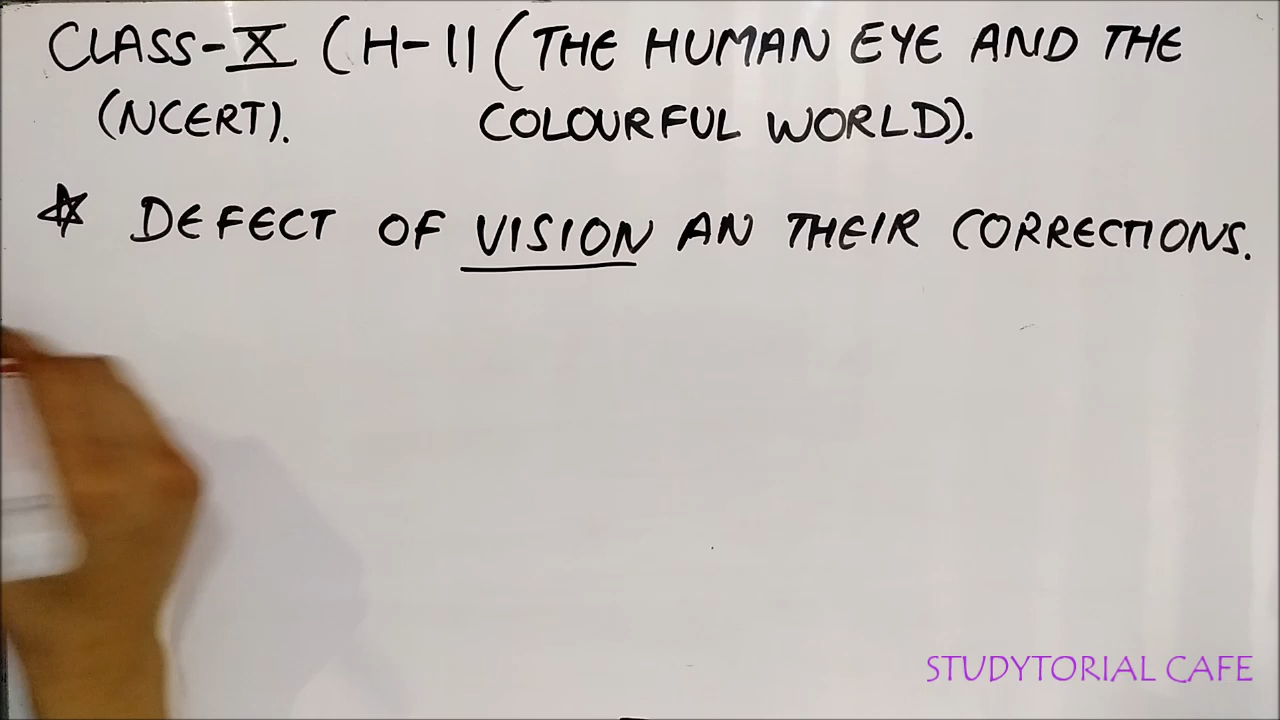 CLASS-X CH-11 (THE HUMAN EYE AND THE
(NCERT). COLOURFUL WORLD).
☆ DEFECT OF VISION AN THEIR CORRECTIONS.
STUDYTORIAL CAFE